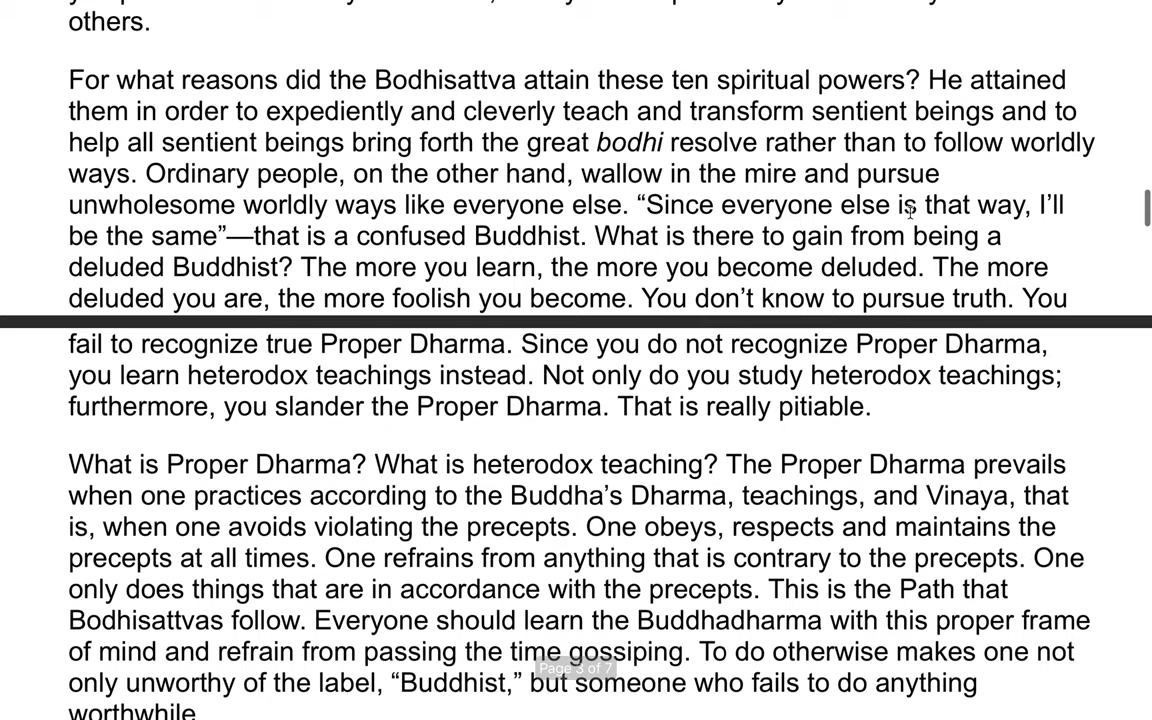 others.
For what reasons did the Bodhisattva attain these ten spiritual powers? He attained
them in order to expediently and cleverly teach and transform sentient beings and to
help all sentient beings bring forth the great bodhi resolve rather than to follow worldly
ways. Ordinary people, on the other hand, wallow in the mire and pursue
unwholesome worldly ways like everyone else. “Since everyone else is that way, I’ll
be the same”—that is a confused Buddhist. What is there to gain from being a
deluded Buddhist? The more you learn, the more you become deluded. The more
deluded you are, the more foolish you become. You don’t know to pursue truth. You
fail to recognize true Proper Dharma. Since you do not recognize Proper Dharma,
you learn heterodox teachings instead. Not only do you study heterodox teachings;
furthermore, you slander the Proper Dharma. That is really pitiable.
What is Proper Dharma? What is heterodox teaching? The Proper Dharma prevails
when one practices according to the Buddha’s Dharma, teachings, and Vinaya, that
is, when one avoids violating the precepts. One obeys, respects and maintains the
precepts at all times. One refrains from anything that is contrary to the precepts. One
only does things that are in accordance with the precepts. This is the Path that
Bodhisattvas follow. Everyone should learn the Buddhadharma with this proper frame
of mind and refrain from passing the time gossiping. To do otherwise makes one not
Page 3 of 7
only unworthy of the label, “Buddhist,” but someone who fails to do anything
worthwhile